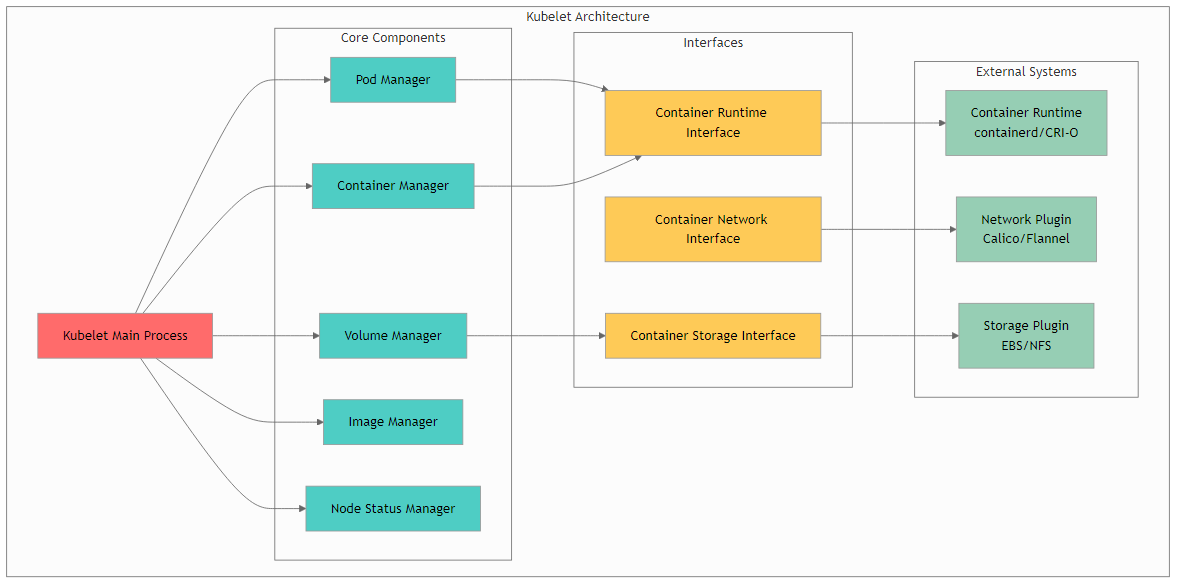 Kubelet Architecture
Core Components
Pod Manager
Container Manager
Kubelet Main Process
Volume Manager
Image Manager
Node Status Manager
Interfaces
Container Runtime
Interface
Container Network
Interface
Container Storage Interface
External Systems
Container Runtime
containerd/CRI-O
Network Plugin
Calico/Flannel
Storage Plugin
EBS/NFS